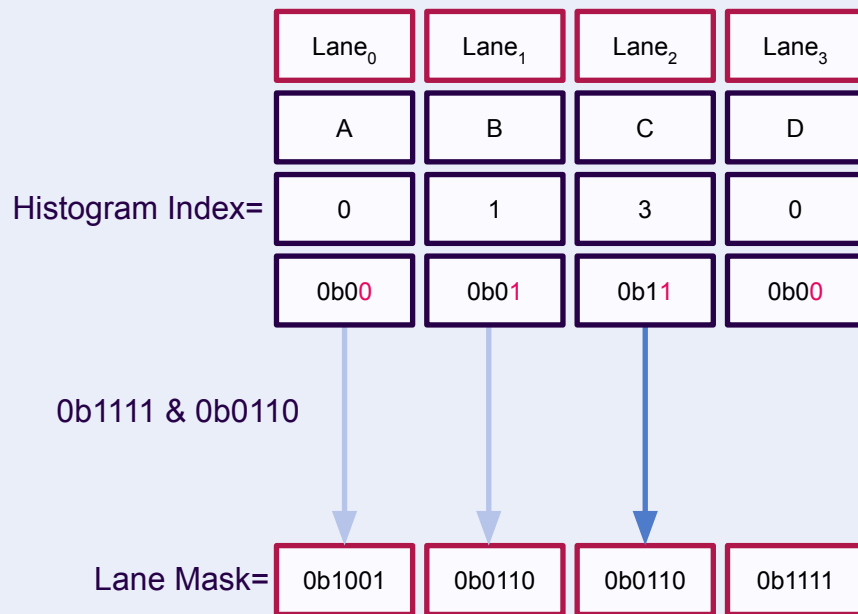 Lane₀ Lane₁ Lane₂ Lane₃
A B C D
Histogram Index= 0 1 3 0
0b00 0b01 0b11 0b00
0b1111 & 0b0110
Lane Mask= 0b1001 0b0110 0b0110 0b1111